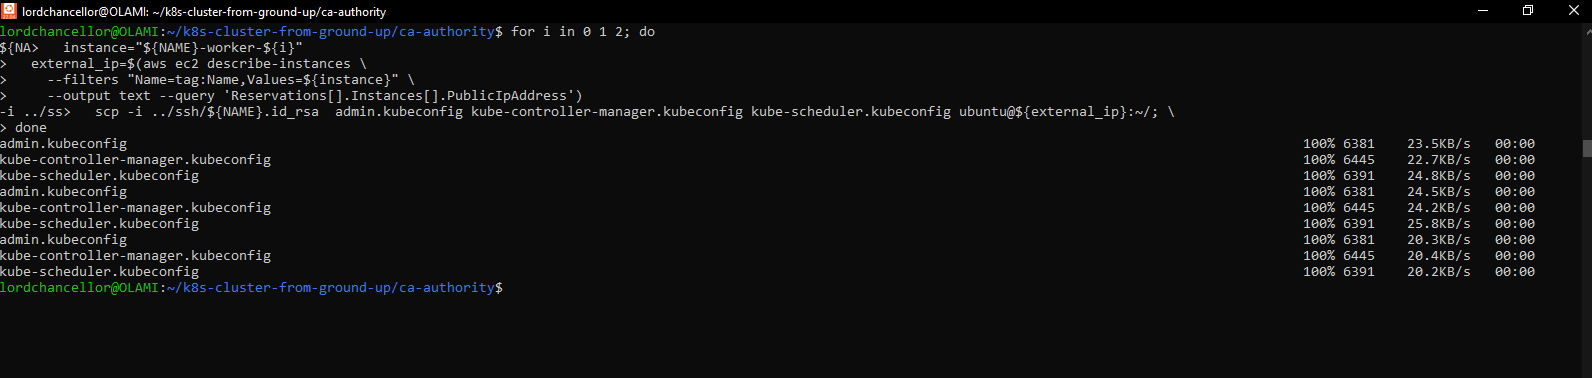 lordchancellor@OLAMI: ~/k8s-cluster-from-ground-up/ca-authority
lordchancellor@OLAMI:~/k8s-cluster-from-ground-up/ca-authority$ for i in 0 1 2; do
${NA>   instance="${NAME}-worker-${i}"
>   external_ip=$(aws ec2 describe-instances \
>     --filters "Name=tag:Name,Values=${instance}" \
>     --output text --query 'Reservations[].Instances[].PublicIpAddress')
-i ../ss>   scp -i ../ssh/${NAME}.id_rsa  admin.kubeconfig kube-controller-manager.kubeconfig kube-scheduler.kubeconfig ubuntu@${external_ip}:~/; \
> done
admin.kubeconfig 100% 6381 23.5KB/s 00:00
kube-controller-manager.kubeconfig 100% 6445 22.7KB/s 00:00
kube-scheduler.kubeconfig 100% 6391 24.8KB/s 00:00
admin.kubeconfig 100% 6381 24.5KB/s 00:00
kube-controller-manager.kubeconfig 100% 6445 24.2KB/s 00:00
kube-scheduler.kubeconfig 100% 6391 25.8KB/s 00:00
admin.kubeconfig 100% 6381 20.3KB/s 00:00
kube-controller-manager.kubeconfig 100% 6445 20.4KB/s 00:00
kube-scheduler.kubeconfig 100% 6391 20.2KB/s 00:00
lordchancellor@OLAMI:~/k8s-cluster-from-ground-up/ca-authority$